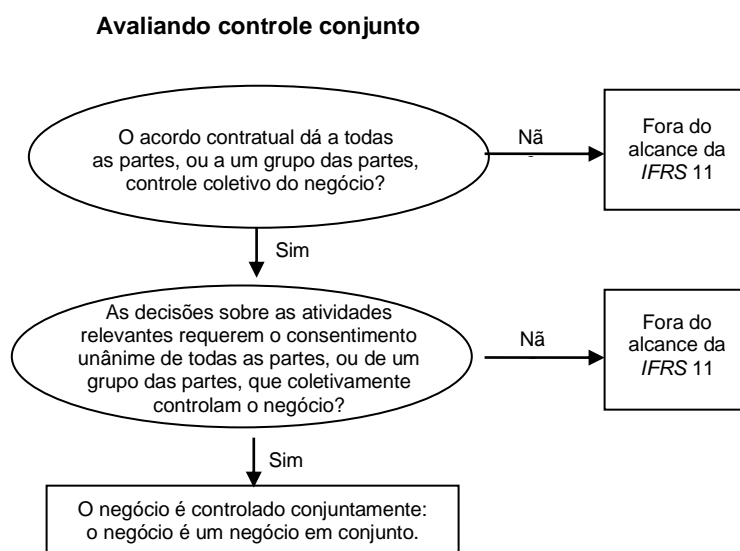 Avaliando controle conjunto
O acordo contratual dá a todas
as partes, ou a um grupo das partes,
controle coletivo do negócio?
Nã
Fora do
alcance da
IFRS 11
Sim
As decisões sobre as atividades
relevantes requerem o consentimento
unânime de todas as partes, ou de um
grupo das partes, que coletivamente
controlam o negócio?
Nã
Fora do
alcance da
IFRS 11
Sim
O negócio é controlado conjuntamente:
o negócio é um negócio em conjunto.